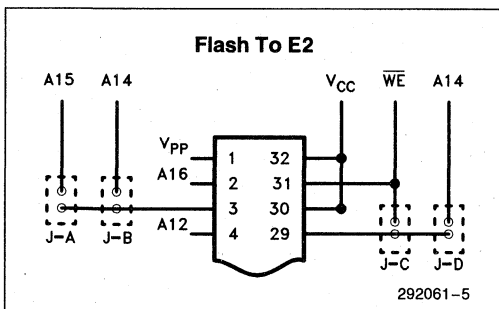 Flash To E2
A15 A14 VCC W̅E̅ A14
VPP 1 32
A16 2 31
3 30
A12 4 29
J-A J-B J-C J-D
292061-5